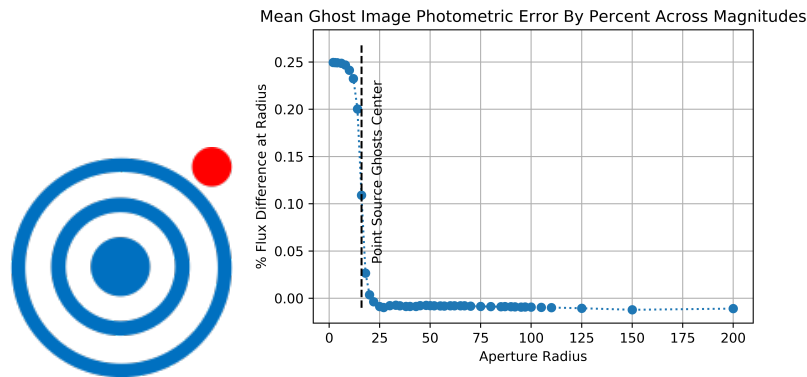 Mean Ghost Image Photometric Error By Percent Across Magnitudes
% Flux Difference at Radius
0.25
0.20
0.15
0.10
0.05
0.00
Point Source Ghosts Center
0 25 50 75 100 125 150 175 200
Aperture Radius